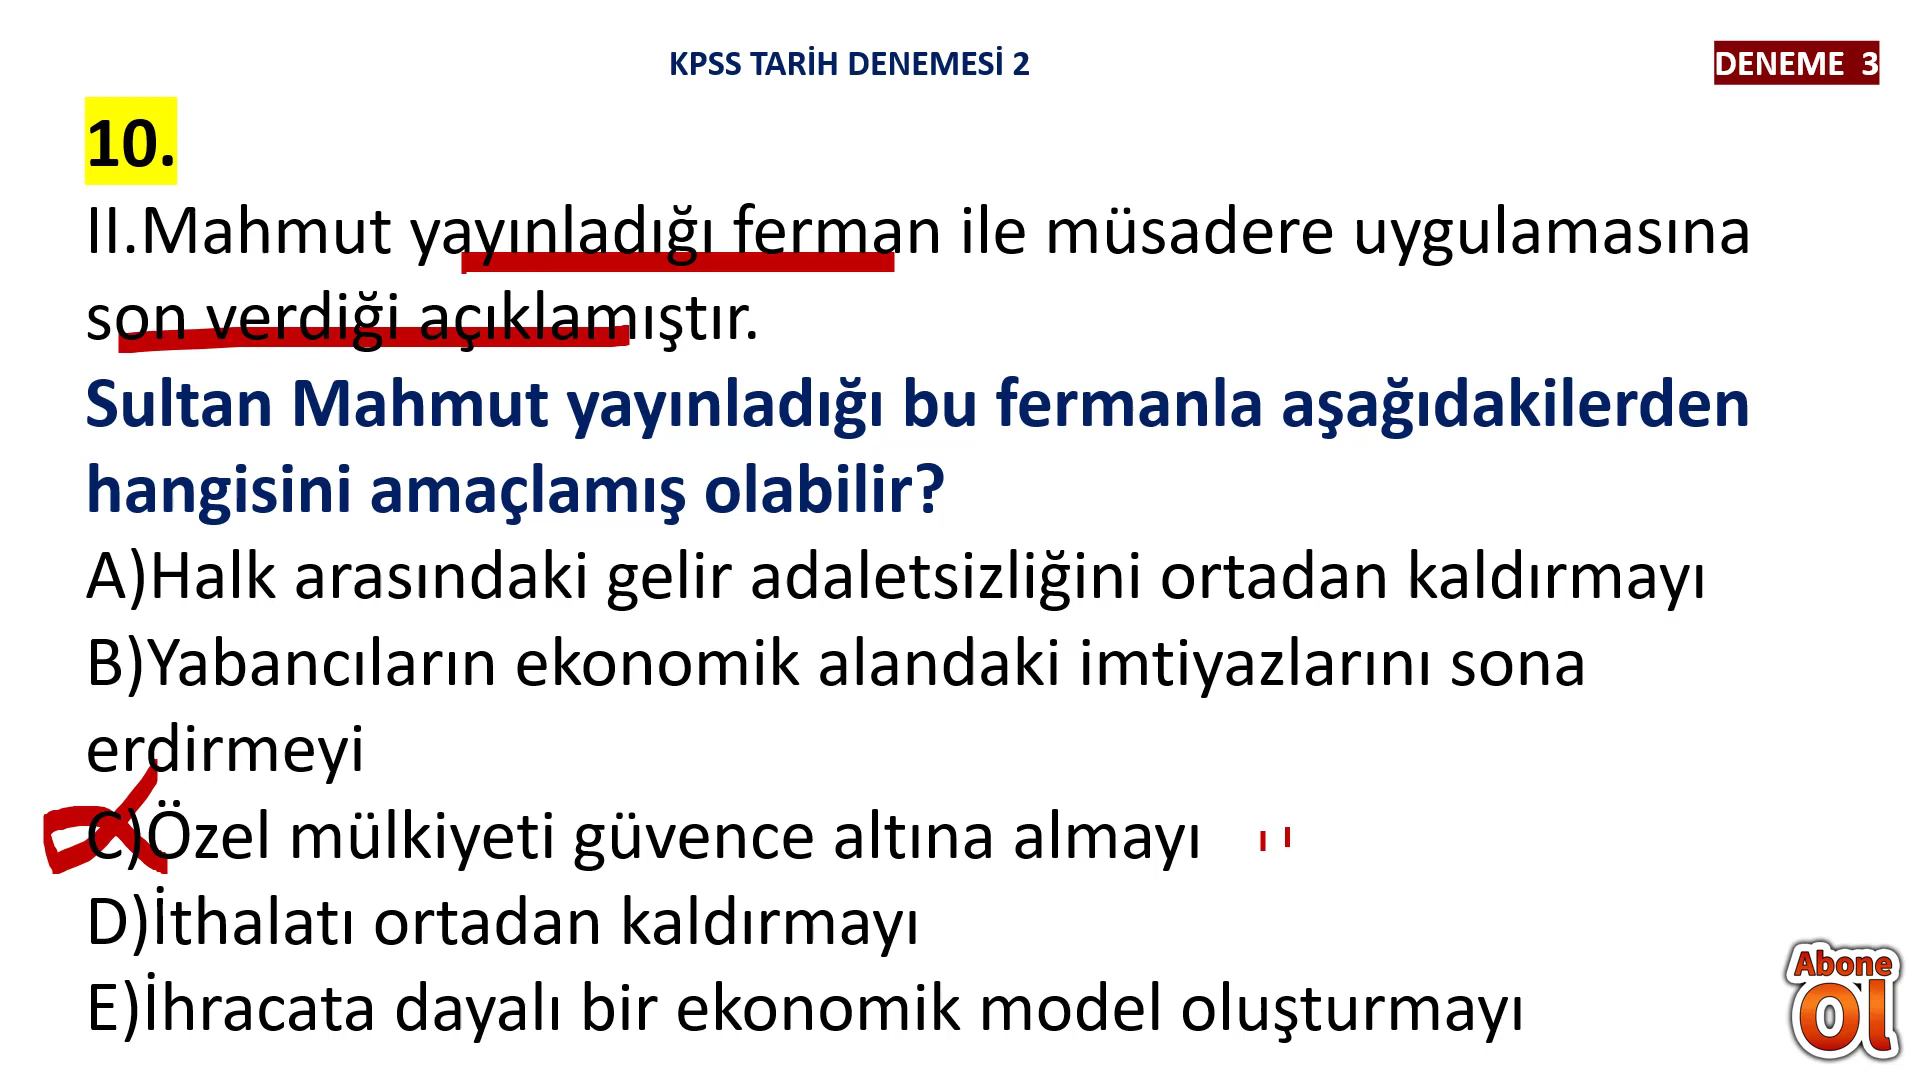 KPSS TARİH DENEMESİ 2
DENEME 3
10.
II.Mahmut yayınladığı ferman ile müsadere uygulamasına
son verdiği açıklamıştır.
Sultan Mahmut yayınladığı bu fermanla aşağıdakilerden
hangisini amaçlamış olabilir?
A)Halk arasındaki gelir adaletsizliğini ortadan kaldırmayı
B)Yabancıların ekonomik alandaki imtiyazlarını sona
erdirmeyi
C)Özel mülkiyeti güvence altına almayı
D)İthalatı ortadan kaldırmayı
E)İhracata dayalı bir ekonomik model oluşturmayı
Abone
ol